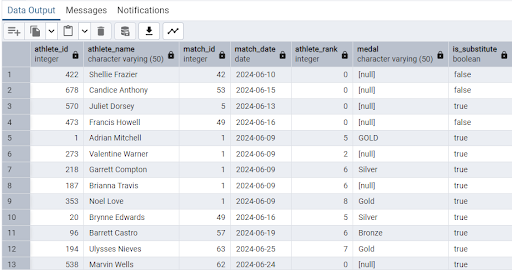 Data Output Messages Notifications
athlete_id athlete_name match_id match_date athlete_rank medal is_substitute
integer character varying (50) integer date integer character varying (50) boolean
1 422 Shellie Frazier 42 2024-06-10 0 [null] false
2 678 Candice Anthony 53 2024-06-15 0 [null] false
3 570 Juliet Dorsey 5 2024-06-13 0 [null] true
4 473 Francis Howell 49 2024-06-16 0 [null] false
5 1 Adrian Mitchell 1 2024-06-09 5 GOLD true
6 273 Valentine Warner 1 2024-06-09 2 [null] true
7 218 Garrett Compton 1 2024-06-09 6 Silver true
8 187 Brianna Travis 1 2024-06-09 6 [null] true
9 353 Noel Love 1 2024-06-09 8 Gold true
10 20 Brynne Edwards 49 2024-06-16 5 Silver true
11 96 Barrett Castro 57 2024-06-19 6 Bronze true
12 194 Ulysses Nieves 63 2024-06-25 7 Gold true
13 538 Marvin Wells 62 2024-06-24 0 [null] true